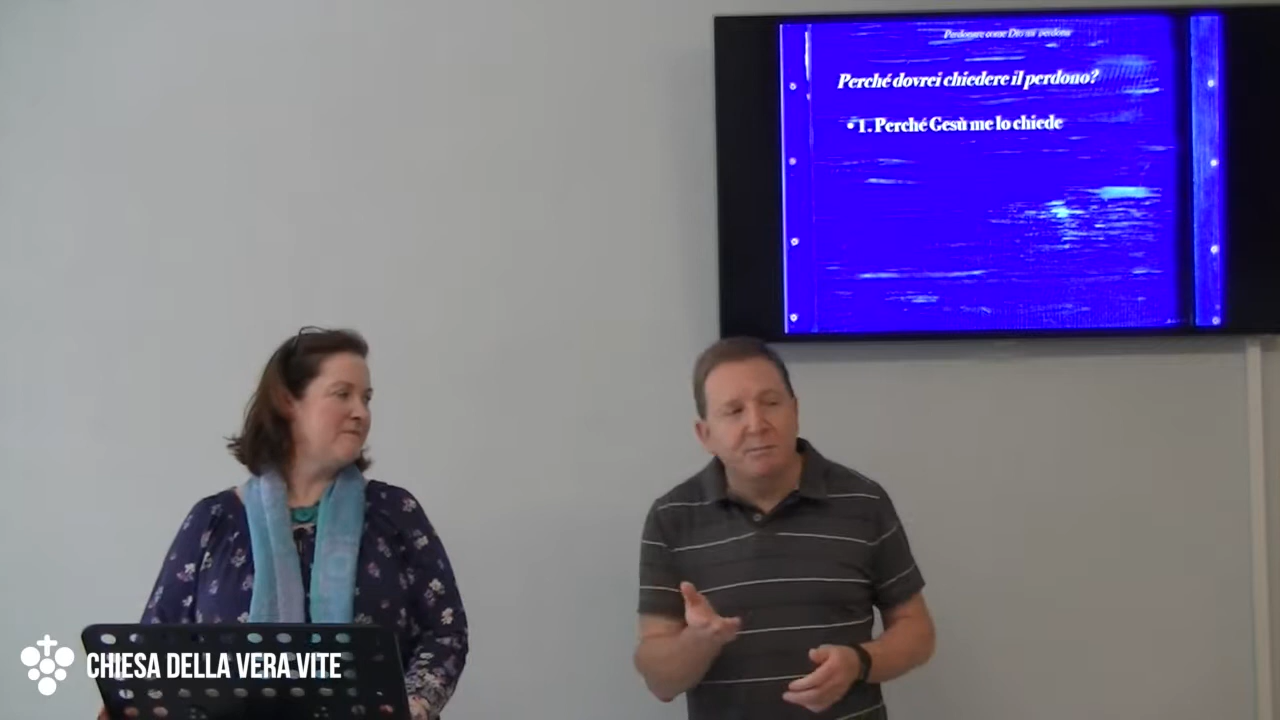 Perdonare come Dio mi perdona
Perché dovrei chiedere il perdono?
• 1. Perché Gesù me lo chiede
CHIESA DELLA VERA VITE